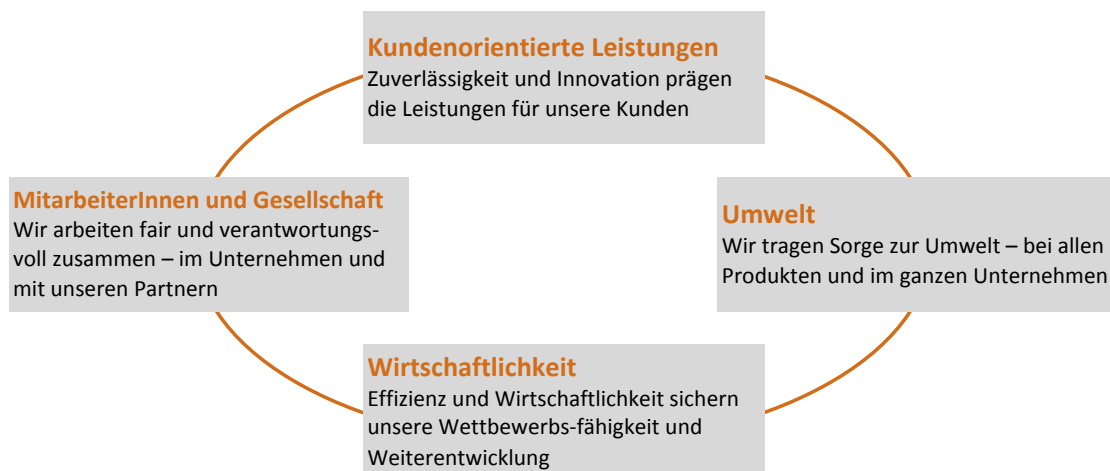 Kundenorientierte Leistungen
Zuverlässigkeit und Innovation prägen
die Leistungen für unsere Kunden
MitarbeiterInnen und Gesellschaft
Wir arbeiten fair und verantwortungs-
voll zusammen – im Unternehmen und
mit unseren Partnern
Umwelt
Wir tragen Sorge zur Umwelt – bei allen
Produkten und im ganzen Unternehmen
Wirtschaftlichkeit
Effizienz und Wirtschaftlichkeit sichern
unsere Wettbewerbs-fähigkeit und
Weiterentwicklung